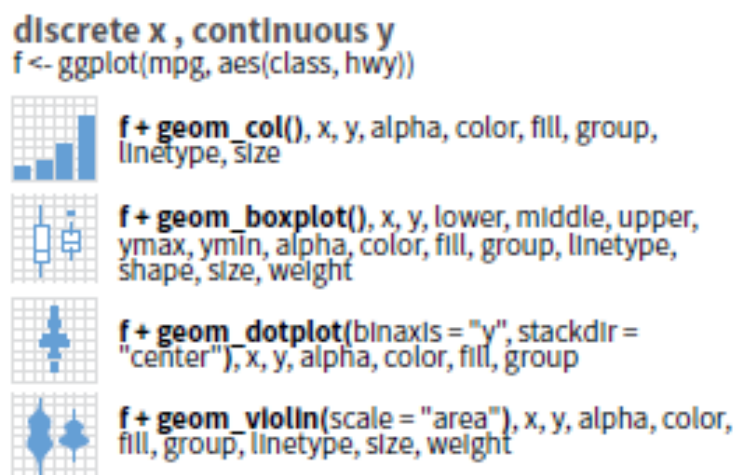 discrete x , continuous y
f <- ggplot(mpg, aes(class, hwy))
f + geom_col(), x, y, alpha, color, fill, group,
linetype, size
f + geom_boxplot(), x, y, lower, middle, upper,
ymax, ymin, alpha, color, fill, group, linetype,
shape, size, weight
f + geom_dotplot(binaxis = "y", stackdir =
"center"), x, y, alpha, color, fill, group
f + geom_violin(scale = "area"), x, y, alpha, color,
fill, group, linetype, size, weight